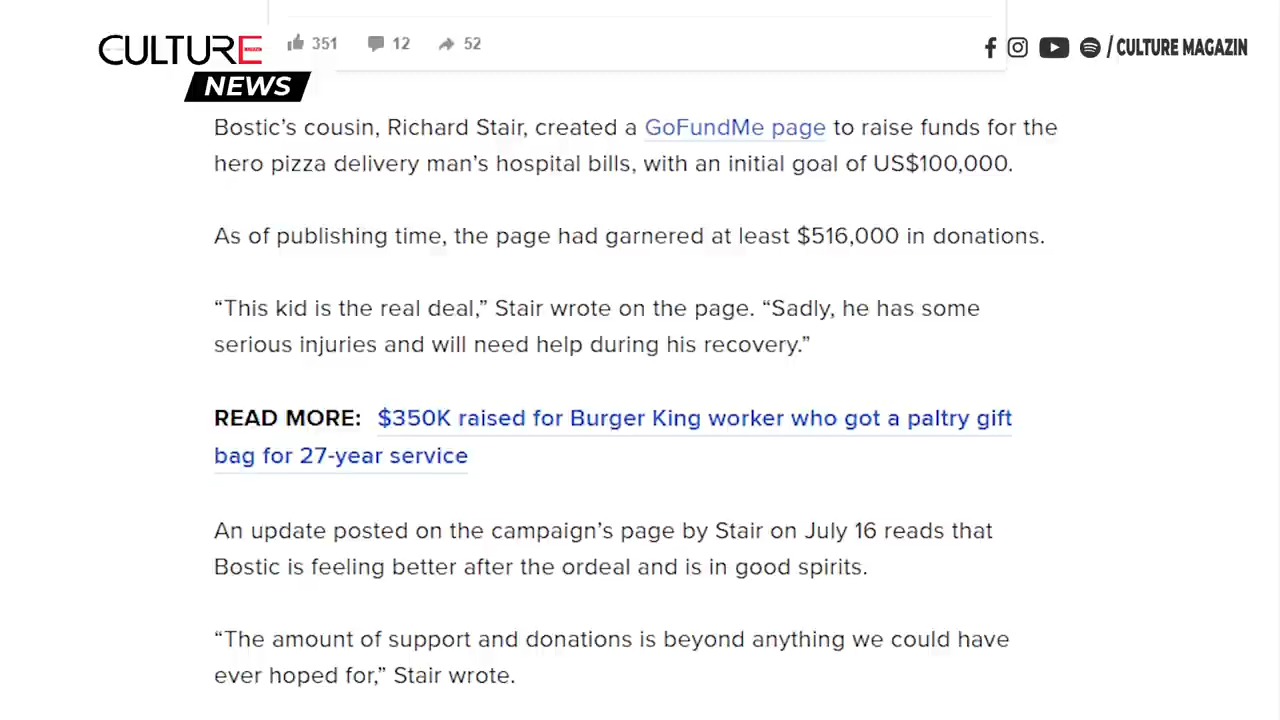 CULTURE
NEWS
351 12 52
/ CULTURE MAGAZIN
Bostic’s cousin, Richard Stair, created a GoFundMe page to raise funds for the
hero pizza delivery man’s hospital bills, with an initial goal of US$100,000.
As of publishing time, the page had garnered at least $516,000 in donations.
“This kid is the real deal,” Stair wrote on the page. “Sadly, he has some
serious injuries and will need help during his recovery.”
READ MORE: $350K raised for Burger King worker who got a paltry gift
bag for 27-year service
An update posted on the campaign’s page by Stair on July 16 reads that
Bostic is feeling better after the ordeal and is in good spirits.
“The amount of support and donations is beyond anything we could have
ever hoped for,” Stair wrote.